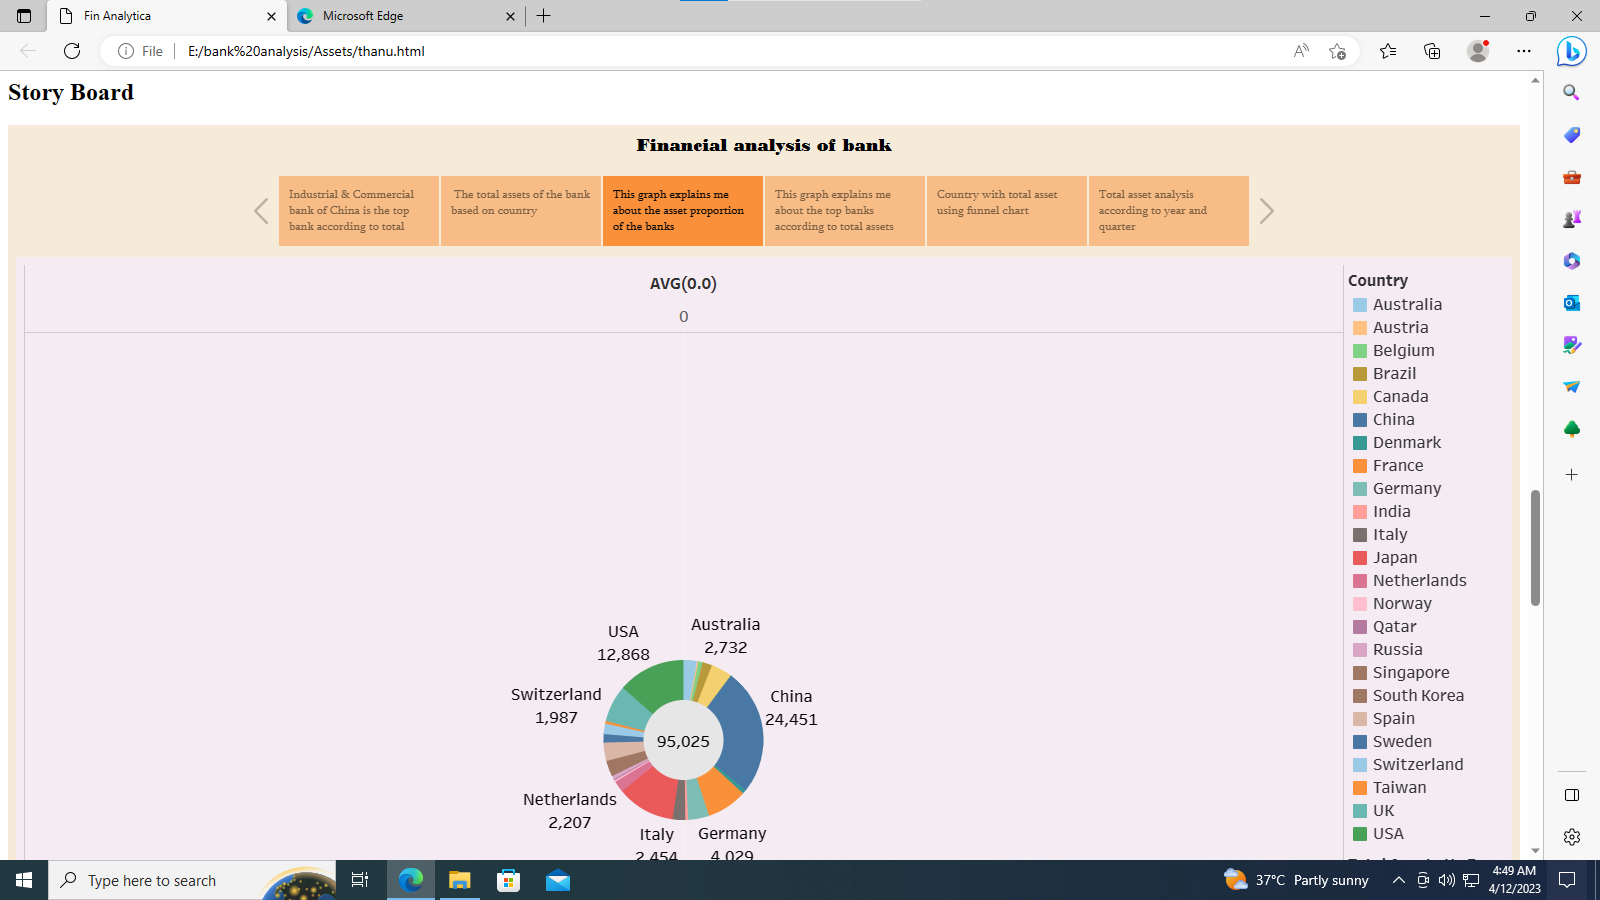 Fin Analytica
Microsoft Edge
File
E:/bank%20analysis/Assets/thanu.html
Story Board
Financial analysis of bank
Industrial & Commercial
bank of China is the top
bank according to total
The total assets of the bank
based on country
This graph explains me
about the asset proportion
of the banks
This graph explains me
about the top banks
according to total assets
Country with total asset
using funnel chart
Total asset analysis
according to year and
quarter
AVG(0.0)
0
Country
Australia
Austria
Belgium
Brazil
Canada
China
Denmark
France
Germany
India
Italy
Japan
Netherlands
Norway
Qatar
Russia
Singapore
South Korea
Spain
Sweden
Switzerland
Taiwan
UK
USA
USA
12,868
Australia
2,732
Switzerland
1,987
China
24,451
95,025
Netherlands
2,207
Italy
2,454
Germany
4,029
Type here to search
37°C Partly sunny
4:49 AM
4/12/2023